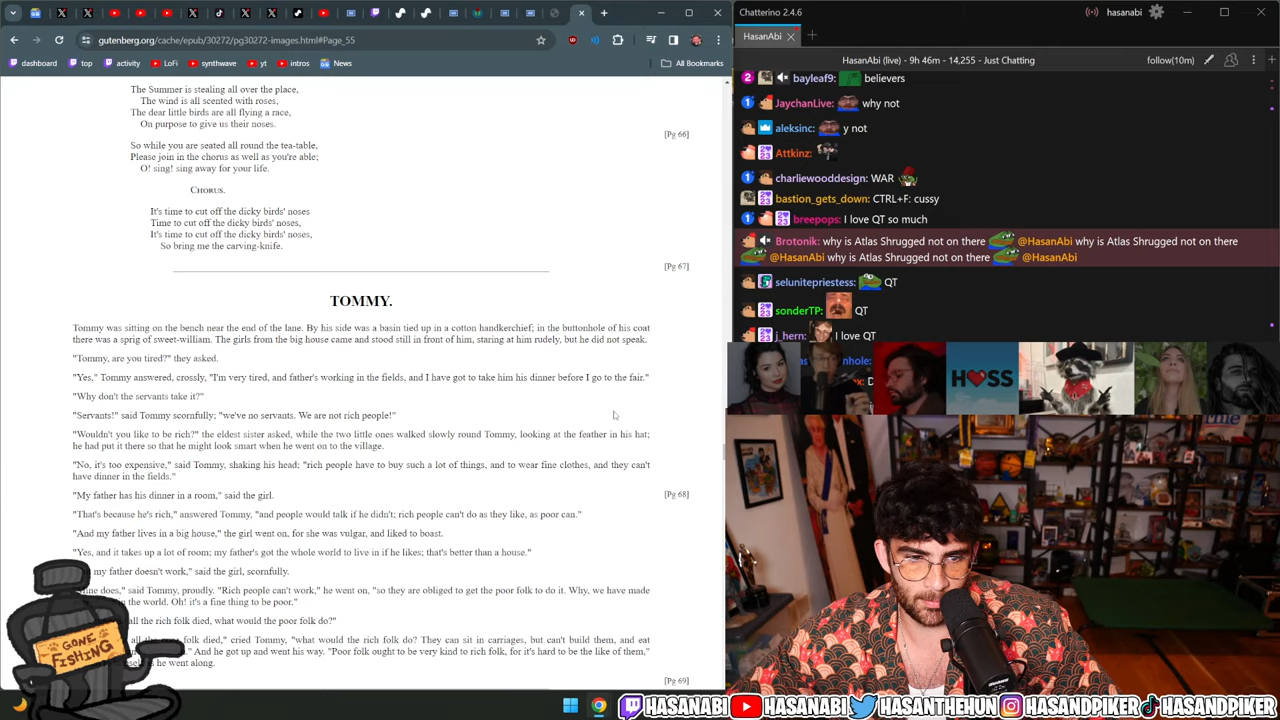 gutenberg.org/cache/epub/30272/pg30272-images.html#Page_55
dashboard
top
activity
LoFi
synthwave
yt
intros
News
All Bookmarks
The Summer is stealing all over the place,
The wind is all scented with roses,
The dear little birds are all flying a race,
On purpose to give us their noses.
[Pg 66]
So while you are seated all round the tea-table,
Please join in the chorus as well as you're able;
O! sing! sing away for your life.
Chorus.
It's time to cut off the dicky birds' noses
Time to cut off the dicky birds' noses,
It's time to cut off the dicky birds' noses,
So bring me the carving-knife.
[Pg 67]
TOMMY.
Tommy was sitting on the bench near the end of the lane. By his side was a basin tied up in a cotton handkerchief; in the buttonhole of his coat
there was a sprig of sweet-william. The girls from the big house came and stood still in front of him, staring at him rudely, but he did not speak.
"Tommy, are you tired?" they asked.
"Yes," Tommy answered, crossly, "I'm very tired, and father's working in the fields, and I have got to take him his dinner before I go to the fair."
"Why don't the servants take it?"
"Servants!" said Tommy scornfully; "we've no servants. We are not rich people!"
"Wouldn't you like to be rich?" the eldest sister asked, while the two little ones walked slowly round Tommy, looking at the feather in his hat;
he had put it there so that he might look smart when he went on to the village.
"No, it's too expensive," said Tommy, shaking his head; "rich people have to buy such a lot of things, and to wear fine clothes, and they can't
have dinner in the fields."
"My father has his dinner in a room," said the girl.
[Pg 68]
"That's because he's rich," answered Tommy, "and people would talk if he didn't; rich people can't do as they like, as poor can."
"And my father lives in a big house," the girl went on, for she was vulgar, and liked to boast.
"Yes, and it takes up a lot of room; my father's got the whole world to live in if he likes; that's better than a house."
my father doesn't work," said the girl, scornfully.
does," said Tommy, proudly. "Rich people can't work," he went on, "so they are obliged to get the poor folk to do it. Why, we have made
in the world. Oh! it's a fine thing to be poor."
all the rich folk died, what would the poor folk do?"
all the folk died," cried Tommy, "what would the rich folk do? They can sit in carriages, but can't build them, and eat
And he got up and went his way. "Poor folk ought to be very kind to rich folk, for it's hard to be the like of them,"
he went along.
[Pg 69]
GONE
FISHING
Chatterino 2.4.6
hasanabi
HasanAbi
HasanAbi (live) - 9h 46m - 14,255 - Just Chatting
follow(10m)
bayleaf9: believers
JaychanLive: why not
aleksinc: y not
Attkinz:
charliewooddesign: WAR
bastion_gets_down: CTRL+F: cussy
breepops: I love QT so much
Brotonik: why is Atlas Shrugged not on there @HasanAbi why is Atlas Shrugged not on there
@HasanAbi why is Atlas Shrugged not on there @HasanAbi
selunitepriestess: QT
sonderTP: QT
j_hern: I love QT
H SS
HASANABI
HASANABI
HASANTHEHUN
HASANDPIKER
HASANDPIKER